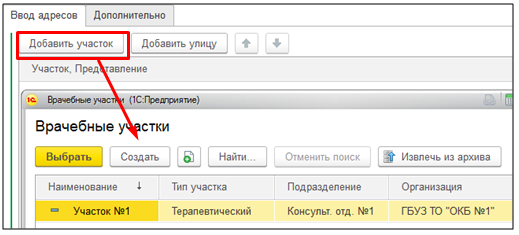 Ввод адресов Дополнительно
Добавить участок Добавить улицу
Участок, Представление
1С Врачебные участки (1С:Предприятие)
Врачебные участки
Выбрать Создать Найти... Отменить поиск Извлечь из архива
Наименование ↓ Тип участка Подразделение Организация
Участок №1 Терапевтический Консульт. отд. №1 ГБУЗ ТО "ОКБ №1"